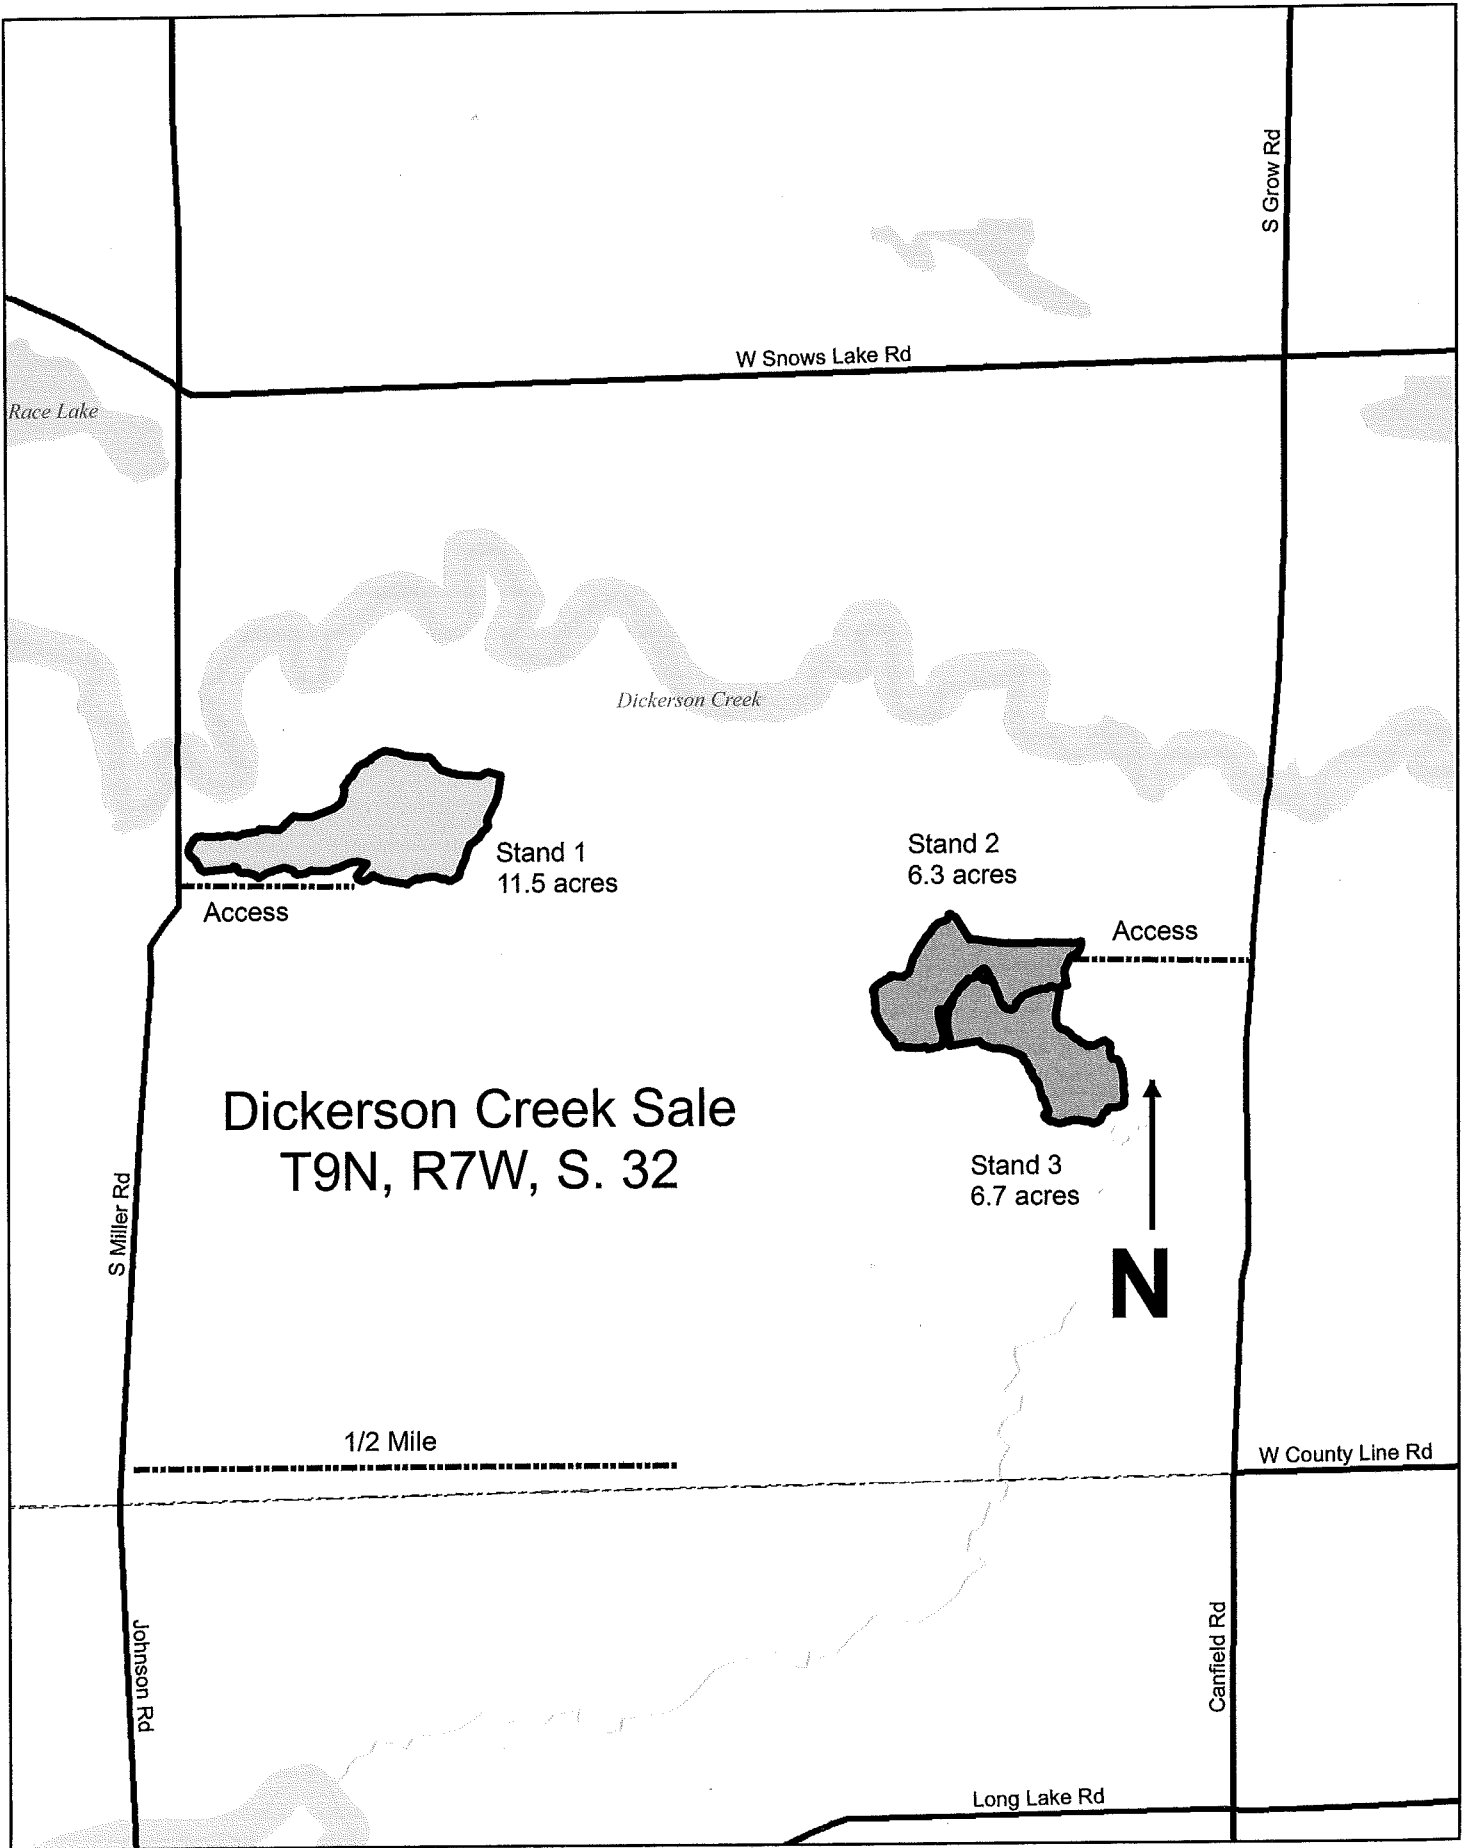 S Grow Rd
W Snows Lake Rd
Race Lake
Dickerson Creek
Stand 1
11.5 acres
Access
Stand 2
6.3 acres
Access
Dickerson Creek Sale
T9N, R7W, S. 32
Stand 3
6.7 acres
S Miller Rd
N
1/2 Mile
W County Line Rd
Johnson Rd
Canfield Rd
Long Lake Rd